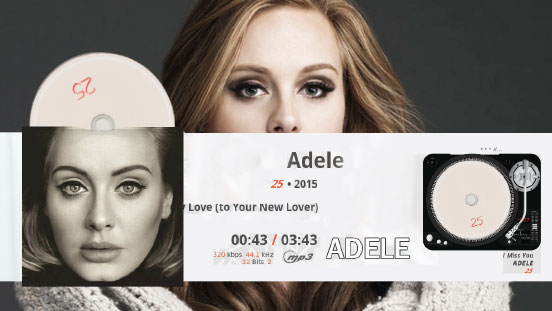 25
Adele
25 • 2015
y Love (to Your New Lover)
00:43 / 03:43
320 kbps 44.1 kHz
32 Bits 2
mp3
ADELE
25
I Miss You
ADELE
25